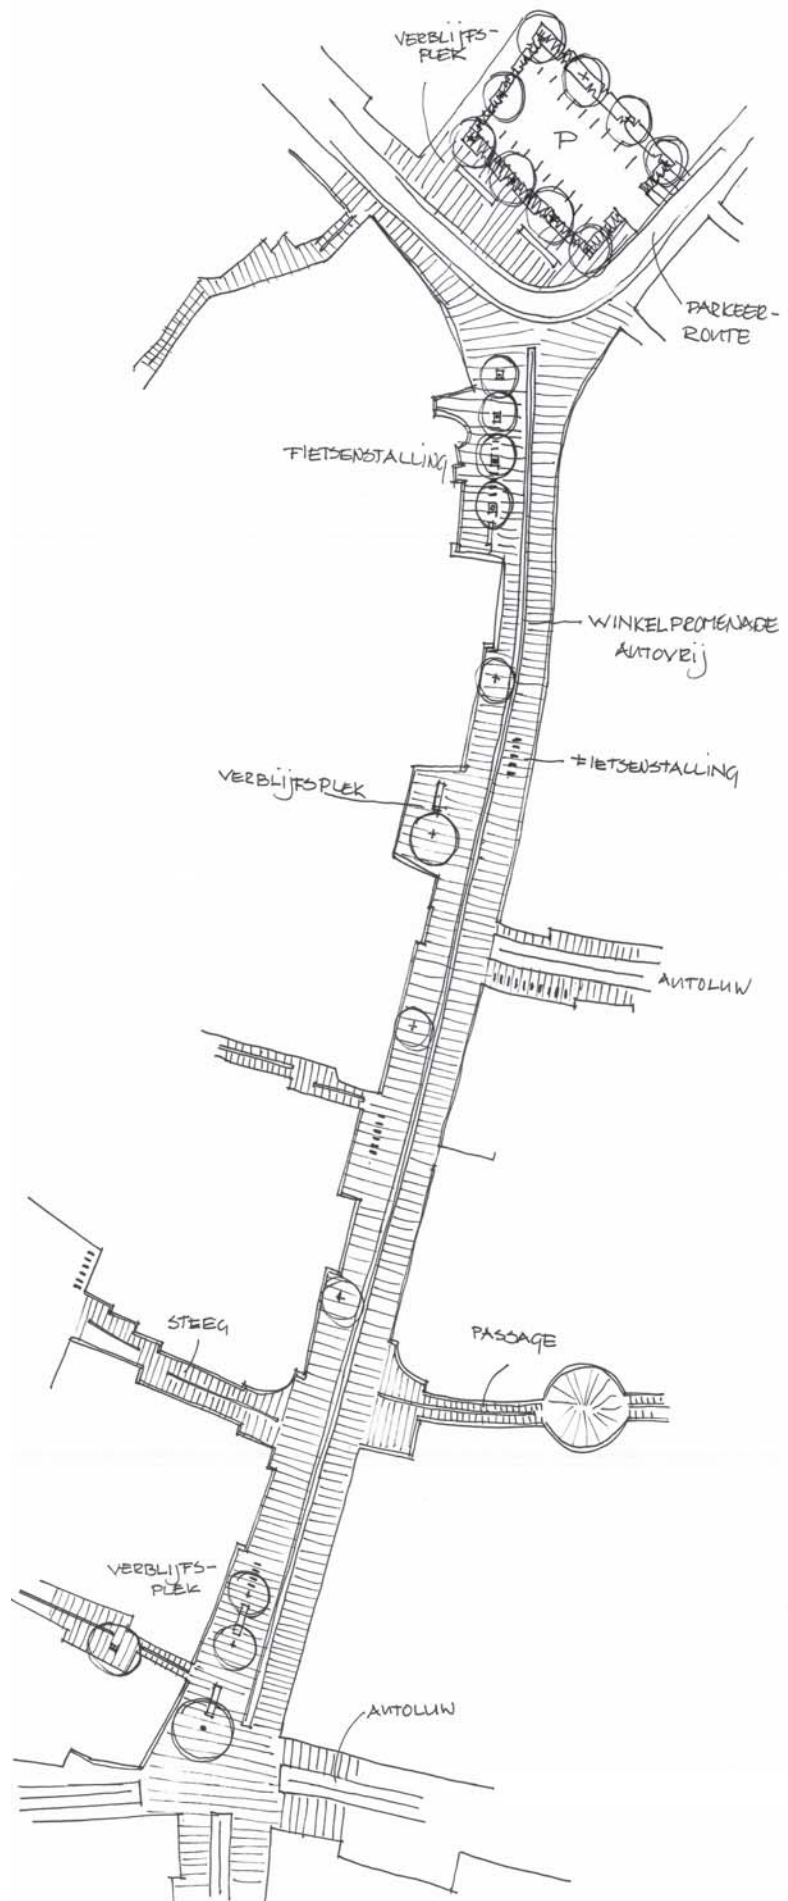 VERBLIJFS-
PLEK
P
PARKEER-
ROUTE
FIETSENSTALLING
WINKELPROMENADE
AUTOVRIJ
FIETSENSTALLING
VERBLIJFSPLEK
AUTOLUW
STEEG
PASSAGE
VERBLIJFS-
PLEK
AUTOLUW